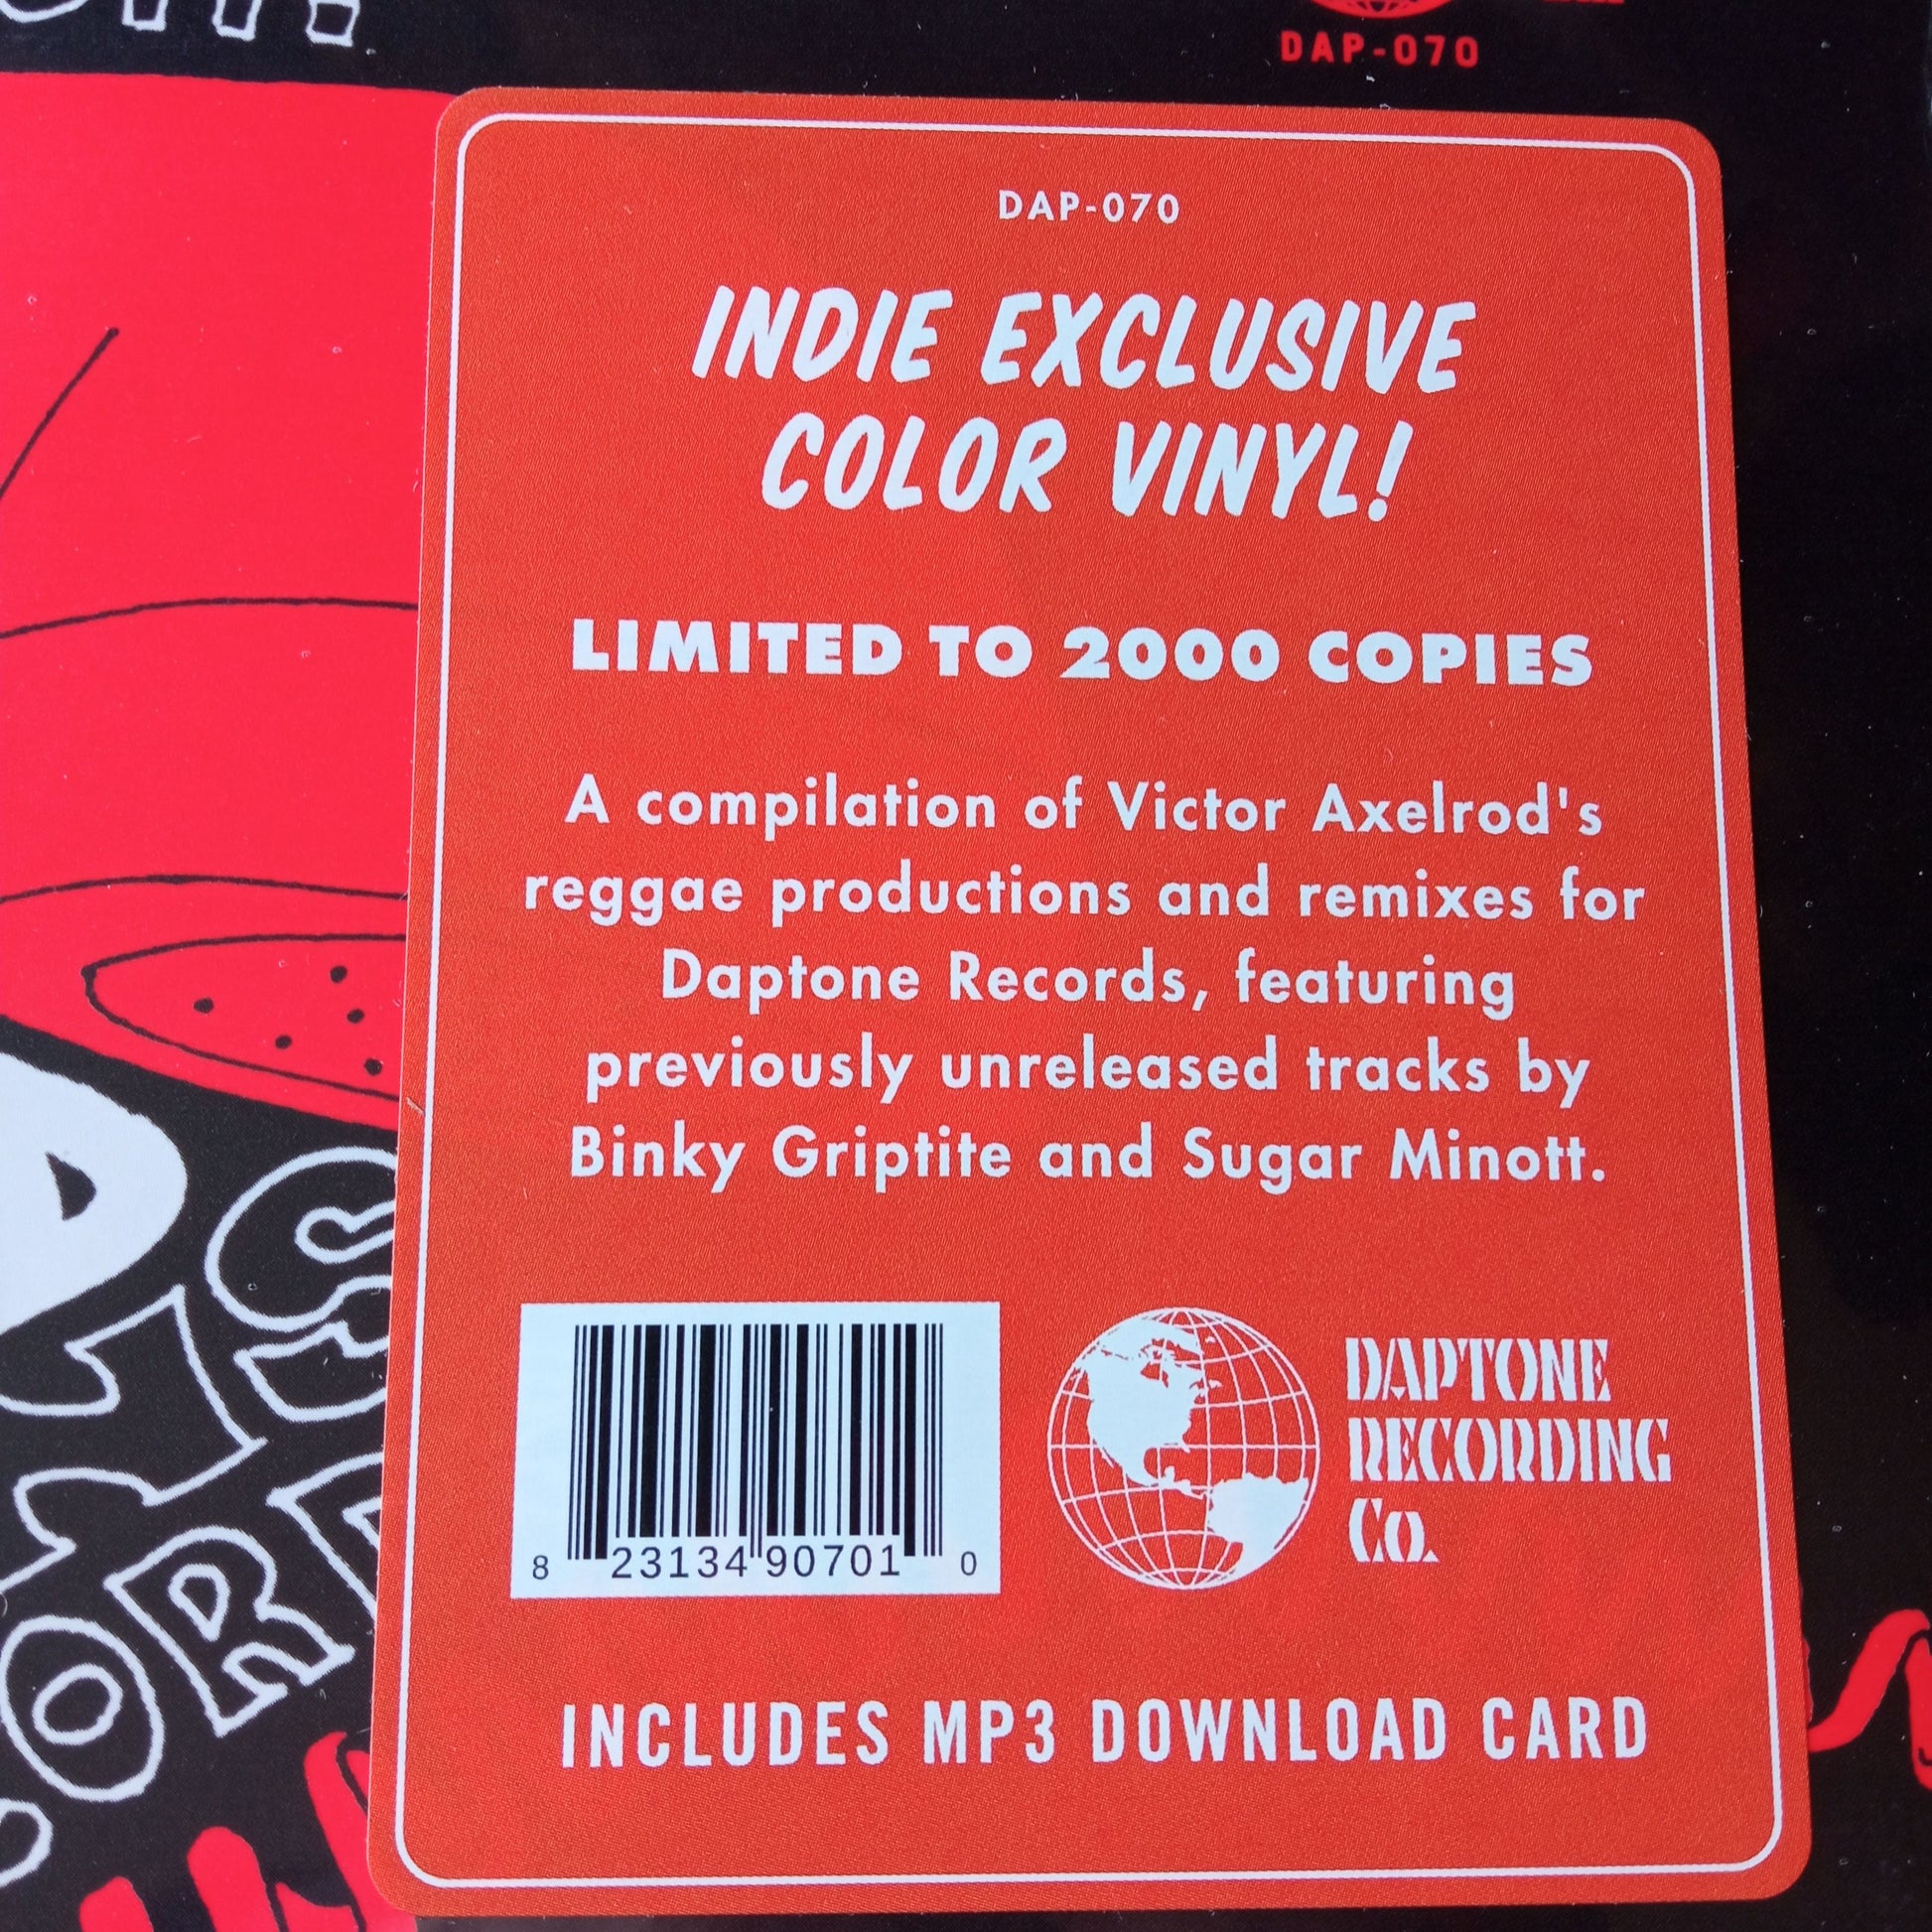 DAP-070
DAP-070
INDIE EXCLUSIVE
COLOR VINYL!
LIMITED TO 2000 COPIES
A compilation of Victor Axelrod's
reggae productions and remixes for
Daptone Records, featuring
previously unreleased tracks by
Binky Griptite and Sugar Minott.
8 23134 90701 0
DAPTONE
RECORDING
Co.
INCLUDES MP3 DOWNLOAD CARD